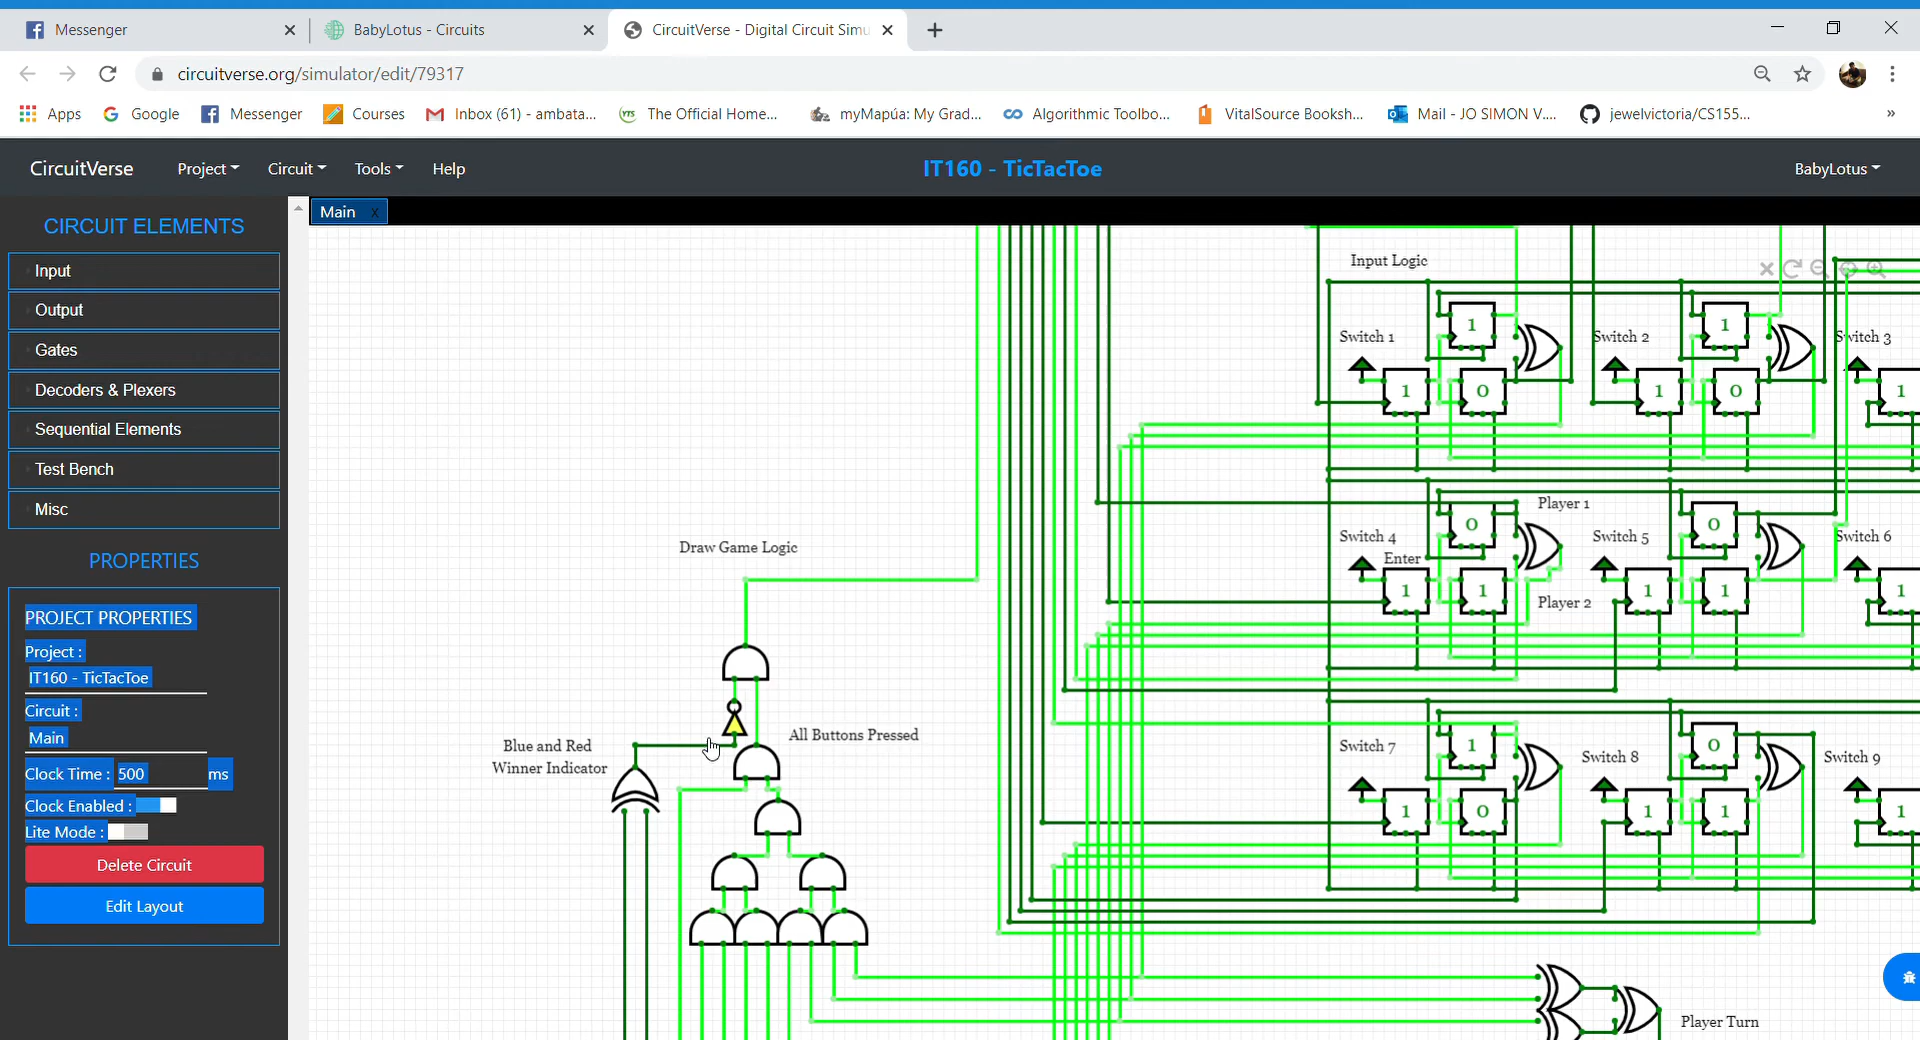 Messenger
BabyLotus - Circuits
CircuitVerse - Digital Circuit Simu
circuitverse.org/simulator/edit/79317
Apps
Google
Messenger
Courses
Inbox (61) - ambata...
The Official Home...
myMapúa: My Grad...
Algorithmic Toolbo...
VitalSource Booksh...
Mail - JO SIMON V....
jewelvictoria/CS155...
»
CircuitVerse
Project
Circuit
Tools
Help
IT160 - TicTacToe
BabyLotus
Main x
CIRCUIT ELEMENTS
Input
Output
Gates
Decoders & Plexers
Sequential Elements
Test Bench
Misc
PROPERTIES
PROJECT PROPERTIES
Project :
IT160 - TicTacToe
Circuit :
Main
Clock Time : 500 ms
Clock Enabled :
Lite Mode :
Delete Circuit
Edit Layout
Draw Game Logic
All Buttons Pressed
Blue and Red
Winner Indicator
Input Logic
Switch 1
1
1
0
Switch 2
1
1
0
Switch 3
1
Switch 4
Enter
0
1
1
Player 1
Player 2
Switch 5
0
1
1
Switch 6
1
Switch 7
1
1
0
Switch 8
0
1
1
Switch 9
1
Player Turn